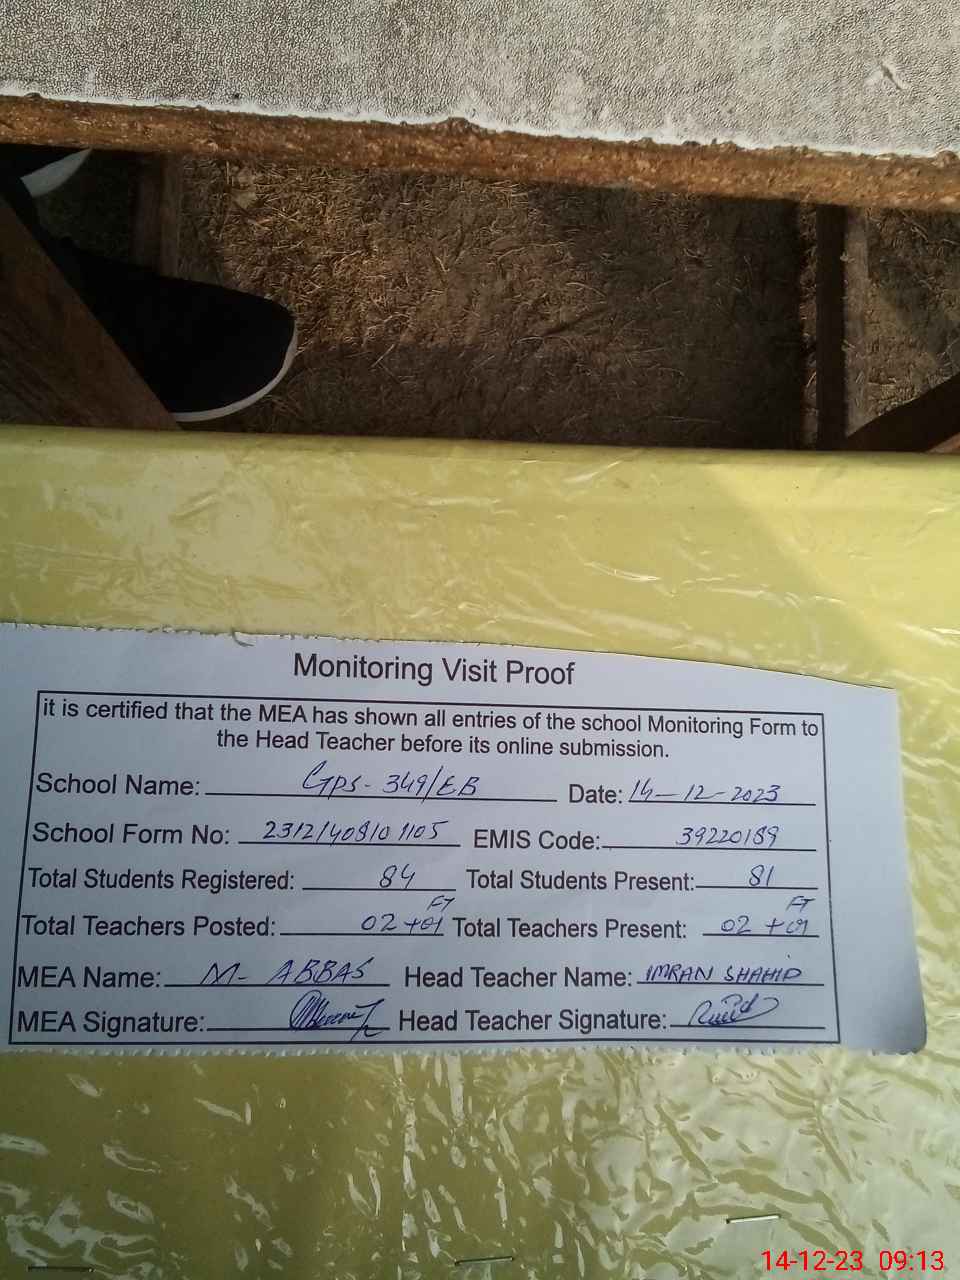 Monitoring Visit Proof
it is certified that the MEA has shown all entries of the school Monitoring Form to
the Head Teacher before its online submission.
School Name: GPS - 349/EB Date: 14-12-2023
School Form No: 2312/408101105 EMIS Code: 39220189
Total Students Registered: 84 Total Students Present: 81
FT FT
Total Teachers Posted: 02 +01 Total Teachers Present: 02 +01
MEA Name: M- ABBAS Head Teacher Name: IMRAN SHAHID
MEA Signature: Head Teacher Signature:
14-12-23 09:13